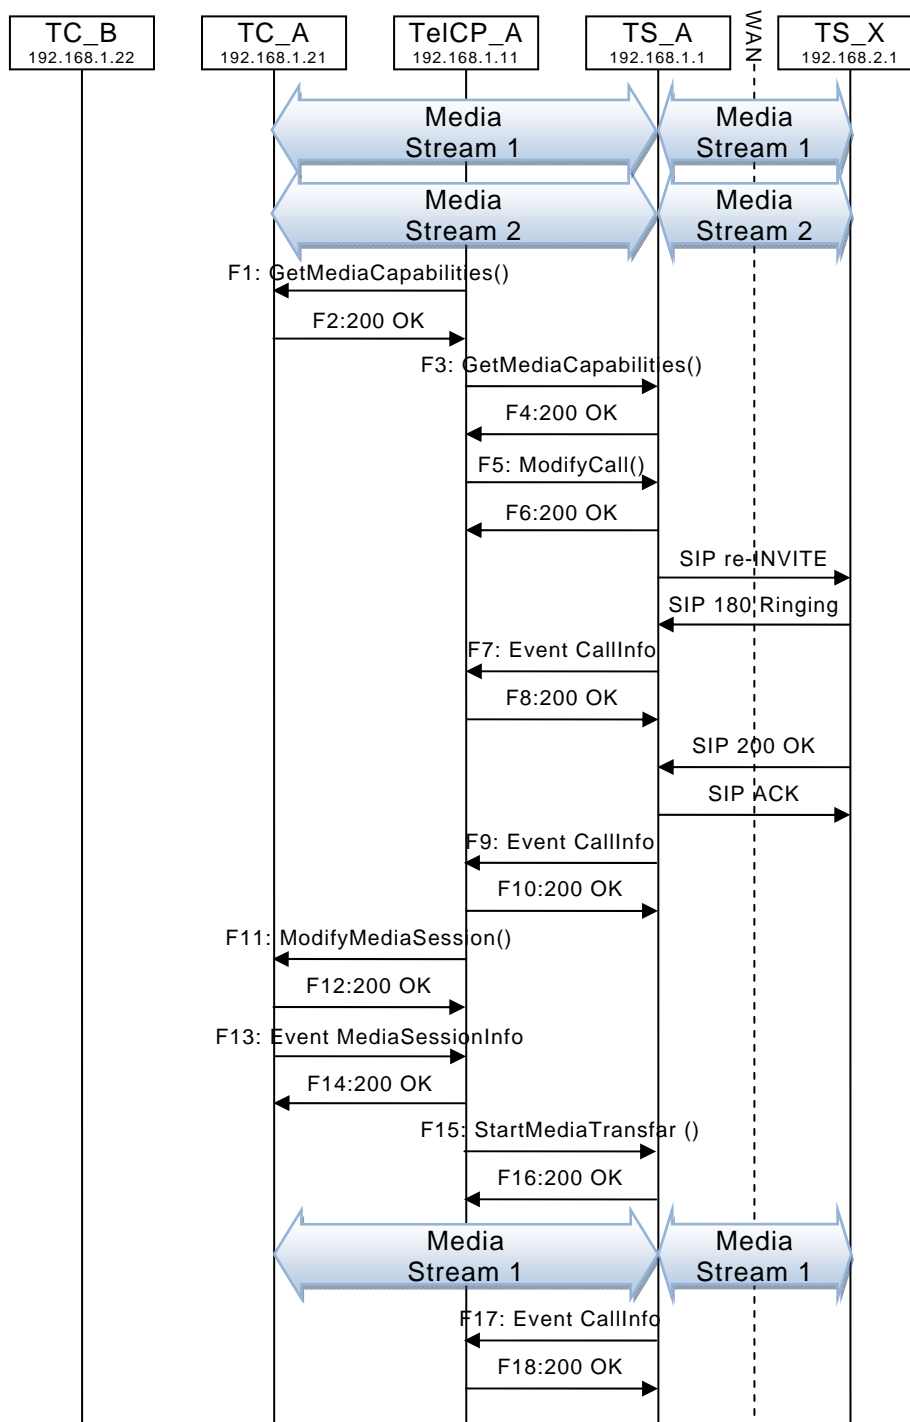 TC_B
192.168.1.22
TC_A
192.168.1.21
TelCP_A
192.168.1.11
TS_A
192.168.1.1
WAN
TS_X
192.168.2.1
Media
Stream 1
Media
Stream 1
Media
Stream 2
Media
Stream 2
F1: GetMediaCapabilities()
F2:200 OK
F3: GetMediaCapabilities()
F4:200 OK
F5: ModifyCall()
F6:200 OK
SIP re-INVITE
SIP 180 Ringing
F7: Event CallInfo
F8:200 OK
SIP 200 OK
SIP ACK
F9: Event CallInfo
F10:200 OK
F11: ModifyMediaSession()
F12:200 OK
F13: Event MediaSessionInfo
F14:200 OK
F15: StartMediaTransfar ()
F16:200 OK
Media
Stream 1
Media
Stream 1
F17: Event CallInfo
F18:200 OK